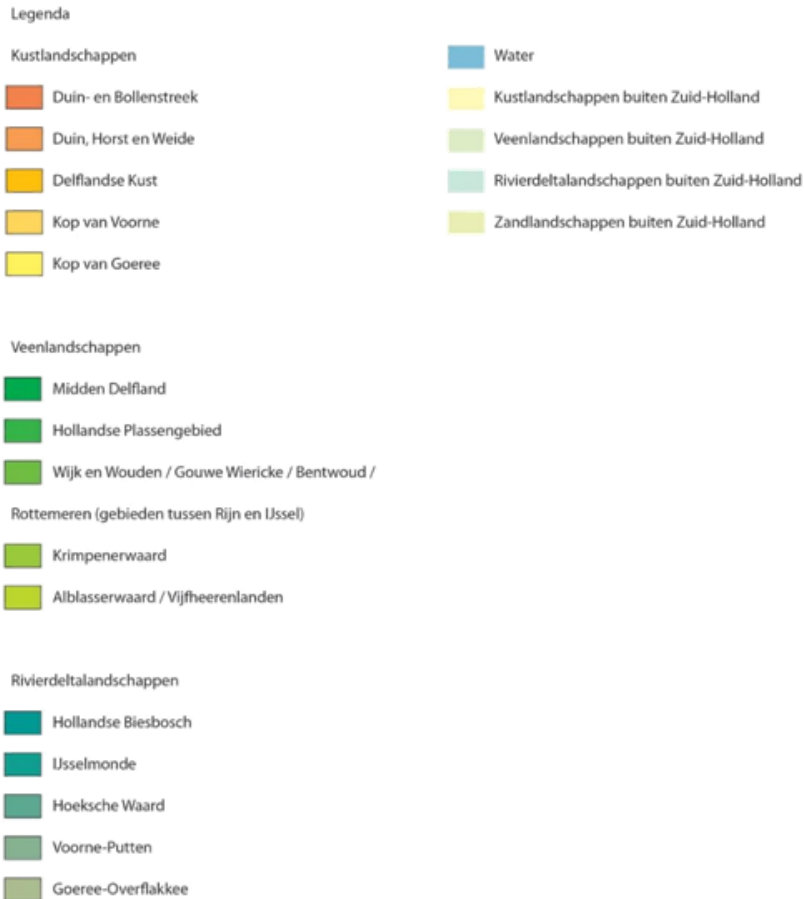 Legenda
Kustlandschappen
Duin- en Bollenstreek
Duin, Horst en Weide
Delflandse Kust
Kop van Voorne
Kop van Goeree
Veenlandschappen
Midden Delfland
Hollandse Plassengebied
Wijk en Wouden / Gouwe Wiericke / Bentwoud /
Rottemeren (gebieden tussen Rijn en IJssel)
Krimpenerwaard
Alblasserwaard / Vijfheerenlanden
Rivierdeltalandschappen
Hollandse Biesbosch
IJsselmonde
Hoeksche Waard
Voorne-Putten
Goeree-Overflakkee
Water
Kustlandschappen buiten Zuid-Holland
Veenlandschappen buiten Zuid-Holland
Rivierdeltalandschappen buiten Zuid-Holland
Zandlandschappen buiten Zuid-Holland